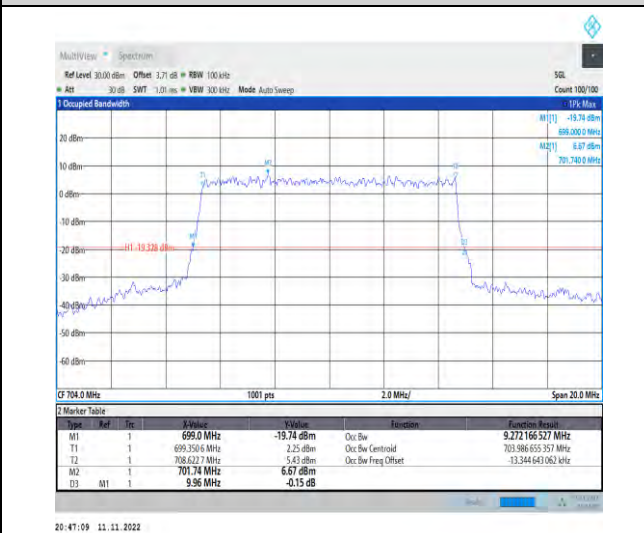 MultiView Spectrum
Ref Level 30.00 dBm Offset 3.71 dB RBW 100 kHz SGL
Att 30 dB SWT 1.01 ms VBW 300 kHz Mode Auto Sweep Count 100/100
1 Occupied Bandwidth 1Pk Max
M1[1] -19.74 dBm
699.000 0 MHz
M2[1] 6.67 dBm
701.740 0 MHz
20 dBm
10 dBm
0 dBm
-10 dBm
-20 dBm
H1 -19.328 dBm
-30 dBm
-40 dBm
-50 dBm
-60 dBm
T1
M2
M1
CF 704.0 MHz 1001 pts 2.0 MHz/ Span 20.0 MHz
2 Marker Table
Type Ref Trc X-Value Y-Value Function Function Result
M1 1 699.0 MHz -19.74 dBm Occ Bw 9.272 166 527 MHz
T1 1 699.350 6 MHz 2.25 dBm Occ Bw Centroid 703.986 655 357 MHz
T2 1 708.622 7 MHz 5.43 dBm Occ Bw Freq Offset -13.344 643 062 kHz
M2 1 701.74 MHz 6.67 dBm
D3 M1 1 9.96 MHz -0.15 dB
20:47:09 11.11.2022